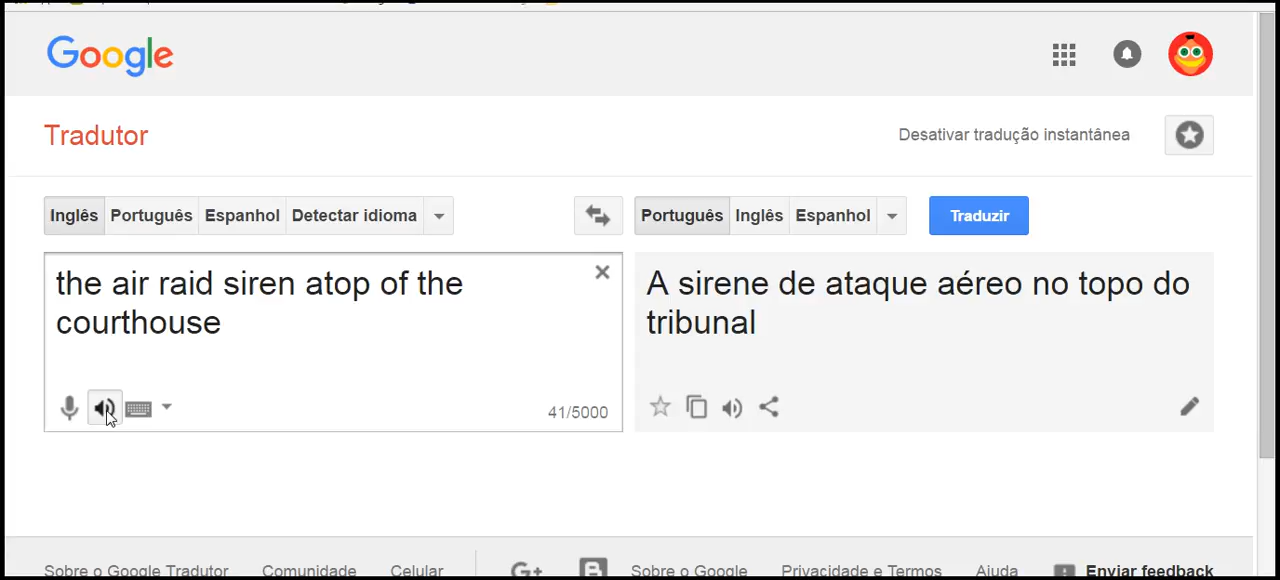 Google
Tradutor
Desativar tradução instantânea
Inglês Português Espanhol Detectar idioma
Português Inglês Espanhol Traduzir
the air raid siren atop of the
courthouse
41/5000
A sirene de ataque aéreo no topo do
tribunal
Sobre o Google Tradutor Comunidade Celular G+ B Sobre o Google Privacidade e Termos Ajuda Enviar feedback